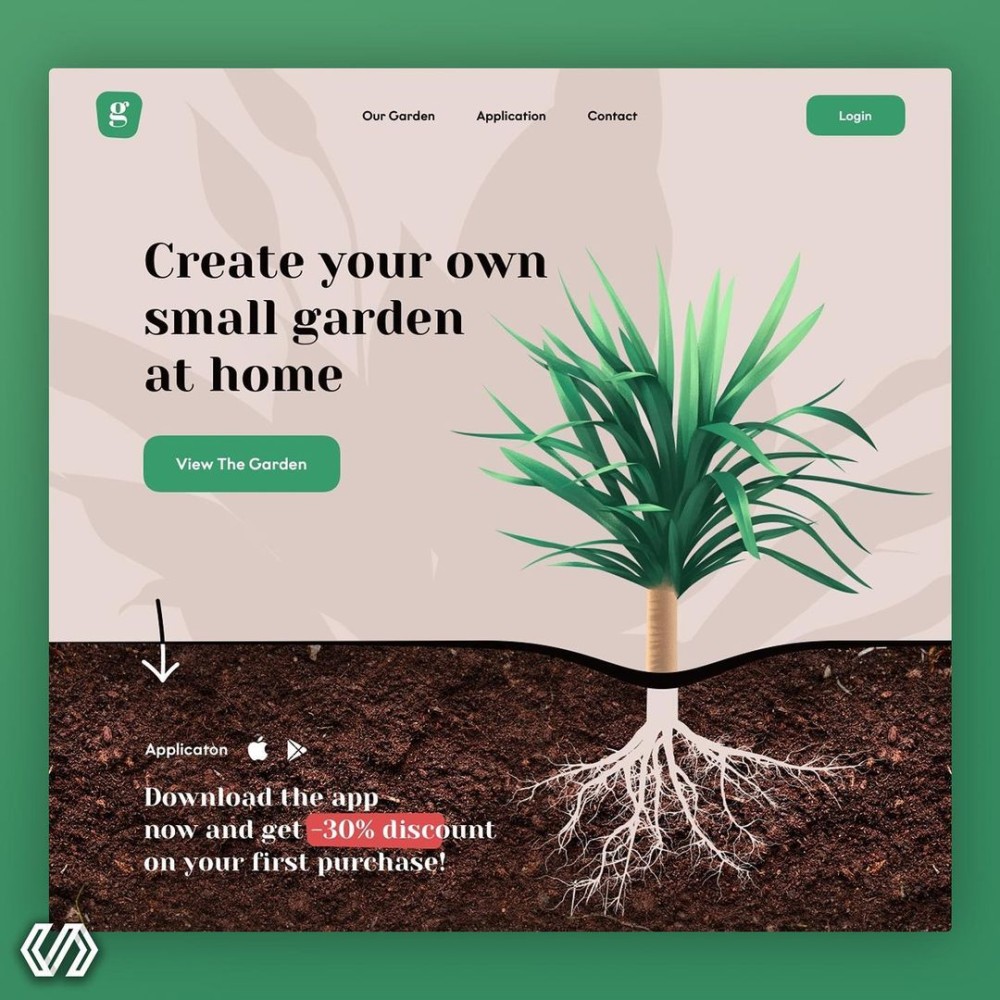 g
Our Garden
Application
Contact
Login
Create your own
small garden
at home
View The Garden
Applicaton
Download the app
now and get -30% discount
on your first purchase!